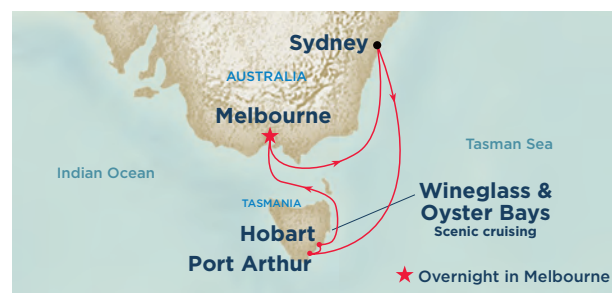 Sydney
AUSTRALIA
Melbourne
Tasman Sea
Indian Ocean
Wineglass &
Oyster Bays
Scenic cruising
TASMANIA
Hobart
Port Arthur
Overnight in Melbourne